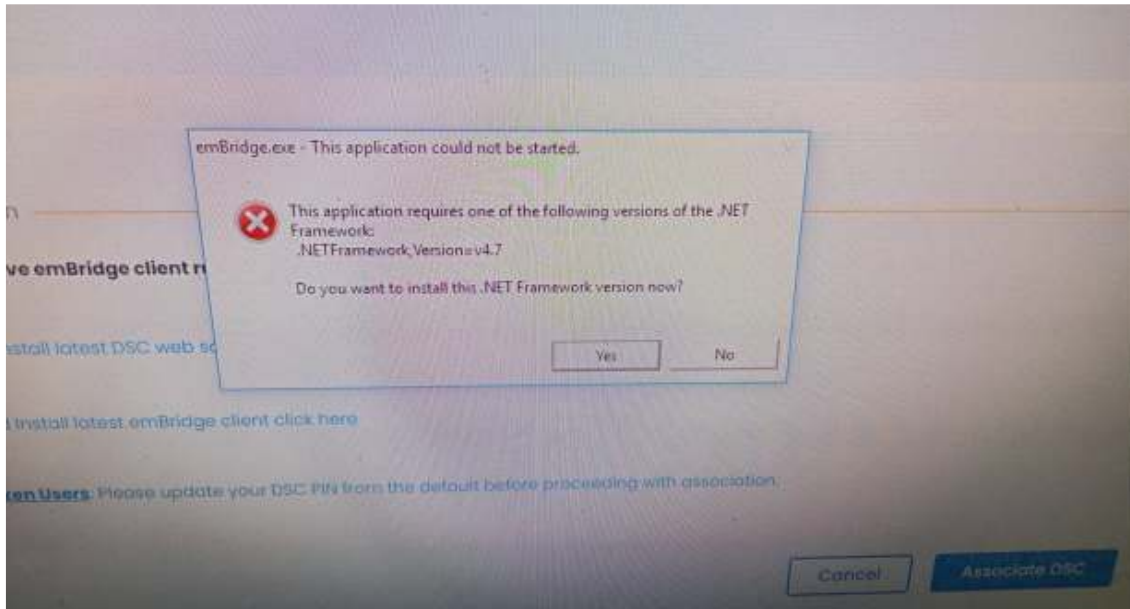 emBridge.exe - This application could not be started.
This application requires one of the following versions of the .NET
Framework:
.NETFramework,Version=v4.7
Do you want to install this .NET Framework version now?
Yes No
n
ve emBridge client
nstall latest DSC web
Install latest emBridge client click here
ken Users: Please update your DSC PIN from the default before proceeding with association.
Cancel Associate DSC